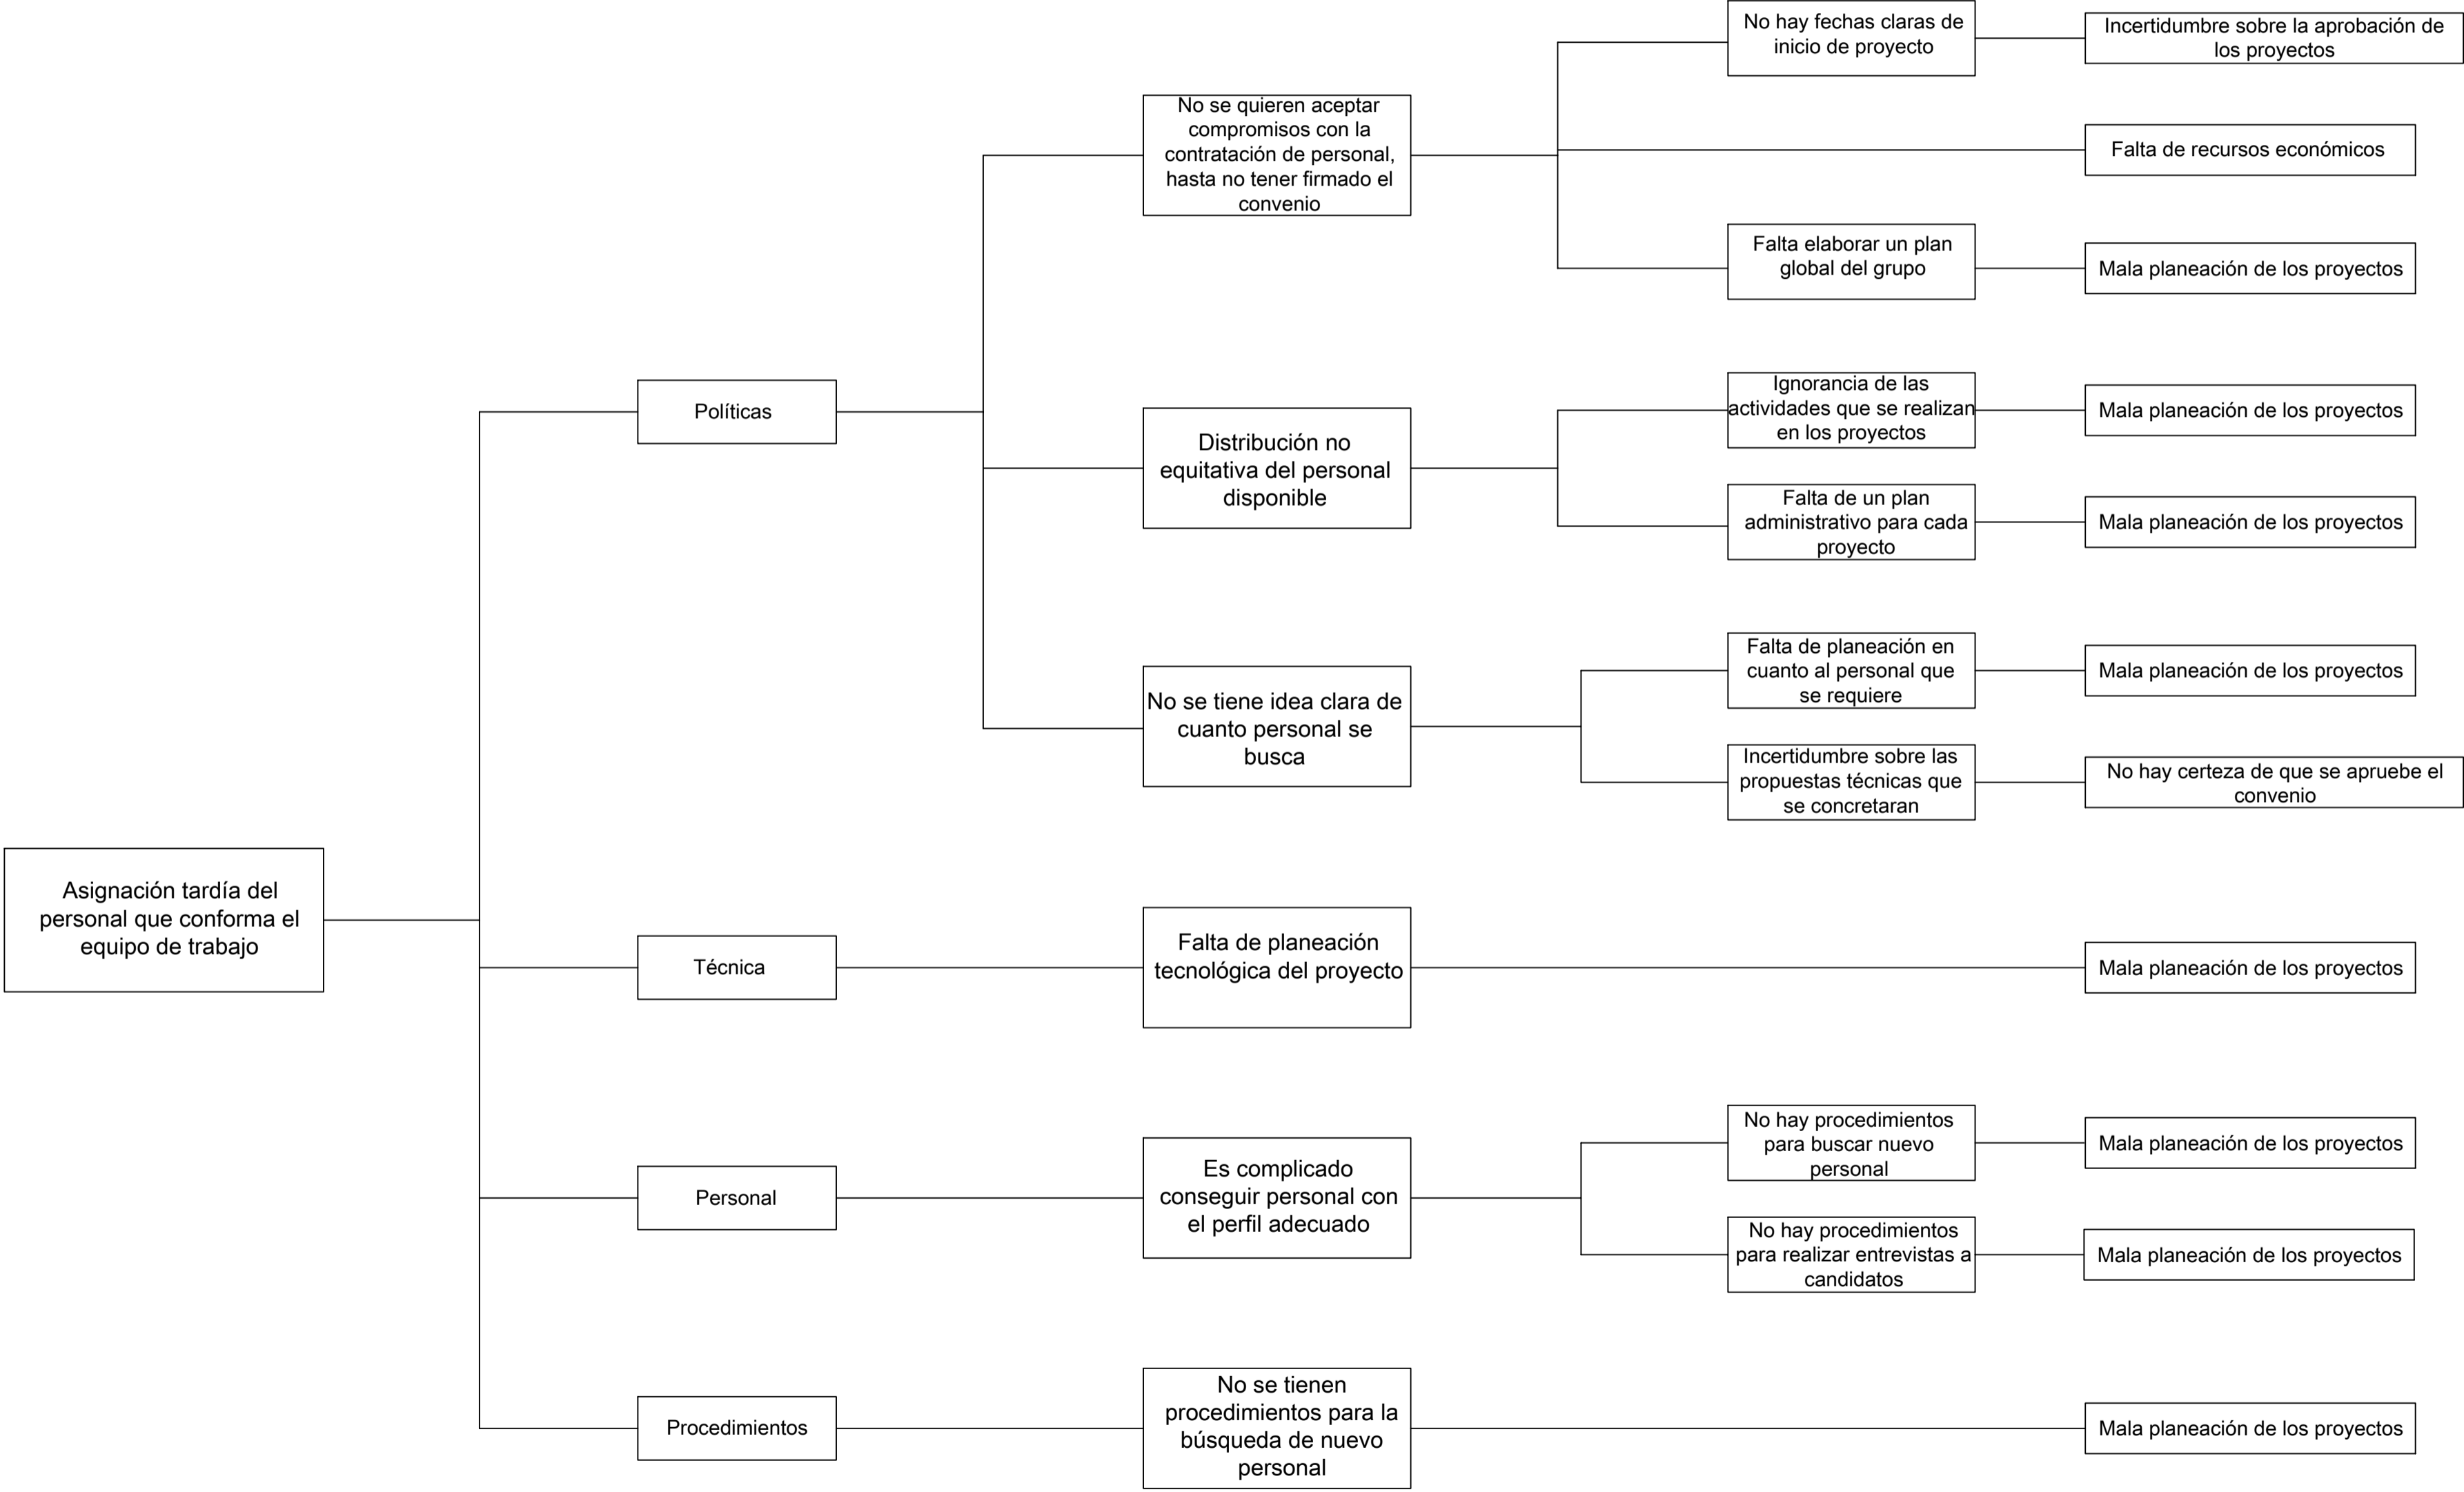 Asignación tardía del
personal que conforma el
equipo de trabajo
Políticas
No se quieren aceptar
compromisos con la
contratación de personal,
hasta no tener firmado el
convenio
No hay fechas claras de
inicio de proyecto
Incertidumbre sobre la aprobación de
los proyectos
Falta de recursos económicos
Falta elaborar un plan
global del grupo
Mala planeación de los proyectos
Distribución no
equitativa del personal
disponible
Ignorancia de las
actividades que se realizan
en los proyectos
Mala planeación de los proyectos
Falta de un plan
administrativo para cada
proyecto
Mala planeación de los proyectos
No se tiene idea clara de
cuanto personal se
busca
Falta de planeación en
cuanto al personal que
se requiere
Mala planeación de los proyectos
Incertidumbre sobre las
propuestas técnicas que
se concretaran
No hay certeza de que se apruebe el
convenio
Técnica
Falta de planeación
tecnológica del proyecto
Mala planeación de los proyectos
Personal
Es complicado
conseguir personal con
el perfil adecuado
No hay procedimientos
para buscar nuevo
personal
Mala planeación de los proyectos
No hay procedimientos
para realizar entrevistas a
candidatos
Mala planeación de los proyectos
Procedimientos
No se tienen
procedimientos para la
búsqueda de nuevo
personal
Mala planeación de los proyectos